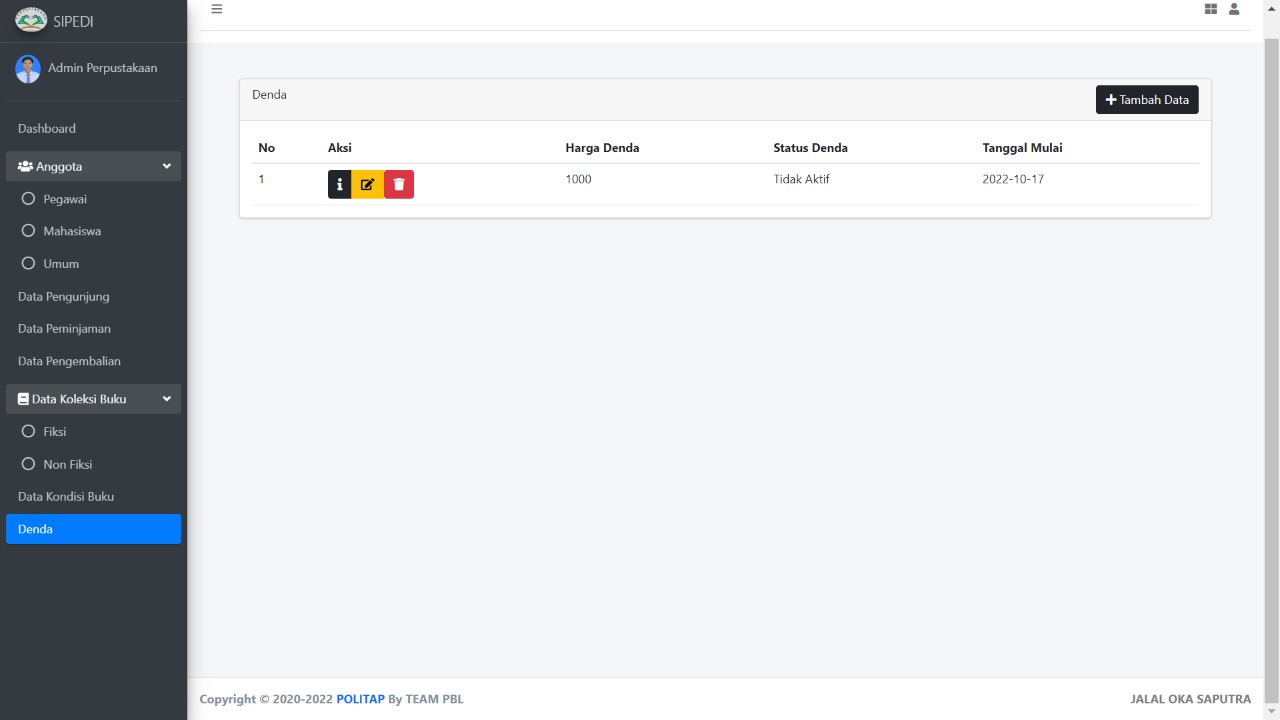 SIPEDI
Admin Perpustakaan
Dashboard
Anggota
Pegawai
Mahasiswa
Umum
Data Pengunjung
Data Peminjaman
Data Pengembalian
Data Koleksi Buku
Fiksi
Non Fiksi
Data Kondisi Buku
Denda
Denda
Tambah Data
No Aksi Harga Denda Status Denda Tanggal Mulai
1 1000 Tidak Aktif 2022-10-17
Copyright © 2020-2022 POLITAP By TEAM PBL
JALAL OKA SAPUTRA